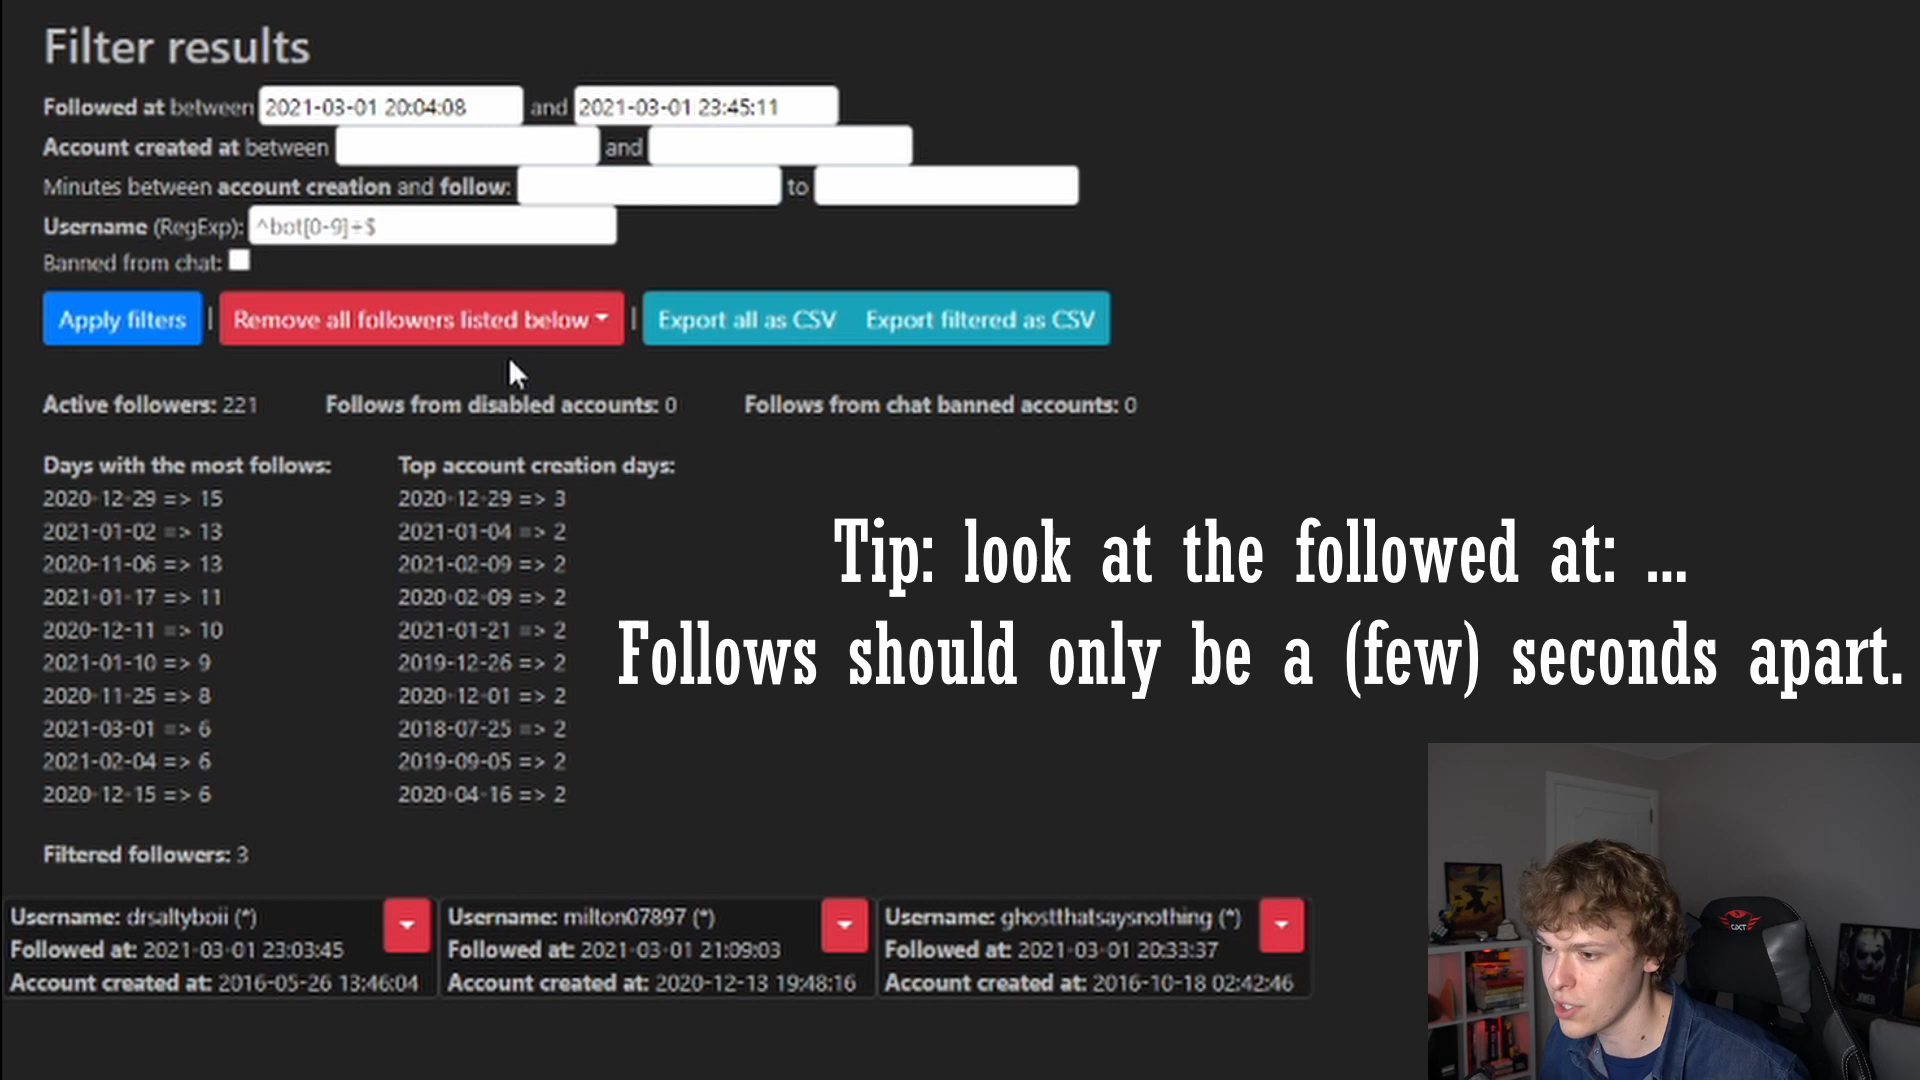 Filter results
Followed at between 2021-03-01 20:04:08 and 2021-03-01 23:45:11
Account created at between and
Minutes between account creation and follow: to
Username (RegExp): ^bot[0-9]+$
Banned from chat:
Apply filters | Remove all followers listed below | Export all as CSV Export filtered as CSV
Active followers: 221 Follows from disabled accounts: 0 Follows from chat banned accounts: 0
Days with the most follows: Top account creation days:
2020-12-29 => 15 2020-12-29 => 3
2021-01-02 => 13 2021-01-04 => 2
2020-11-06 => 13 2021-02-09 => 2
2021-01-17 => 11 2020-02-09 => 2
2020-12-11 => 10 2021-01-21 => 2
2021-01-10 => 9 2019-12-26 => 2
2020-11-25 => 8 2020-12-01 => 2
2021-03-01 => 6 2018-07-25 => 2
2021-02-04 => 6 2019-09-05 => 2
2020-12-15 => 6 2020-04-16 => 2
Tip: look at the followed at: ...
Follows should only be a (few) seconds apart.
Filtered followers: 3
Username: drsaltyboii (*)
Followed at: 2021-03-01 23:03:45
Account created at: 2016-05-26 13:46:04
Username: milton07897 (*)
Followed at: 2021-03-01 21:09:03
Account created at: 2020-12-13 19:48:16
Username: ghostthatsaysnothing (*)
Followed at: 2021-03-01 20:33:37
Account created at: 2016-10-18 02:42:46
GXT
JOKER